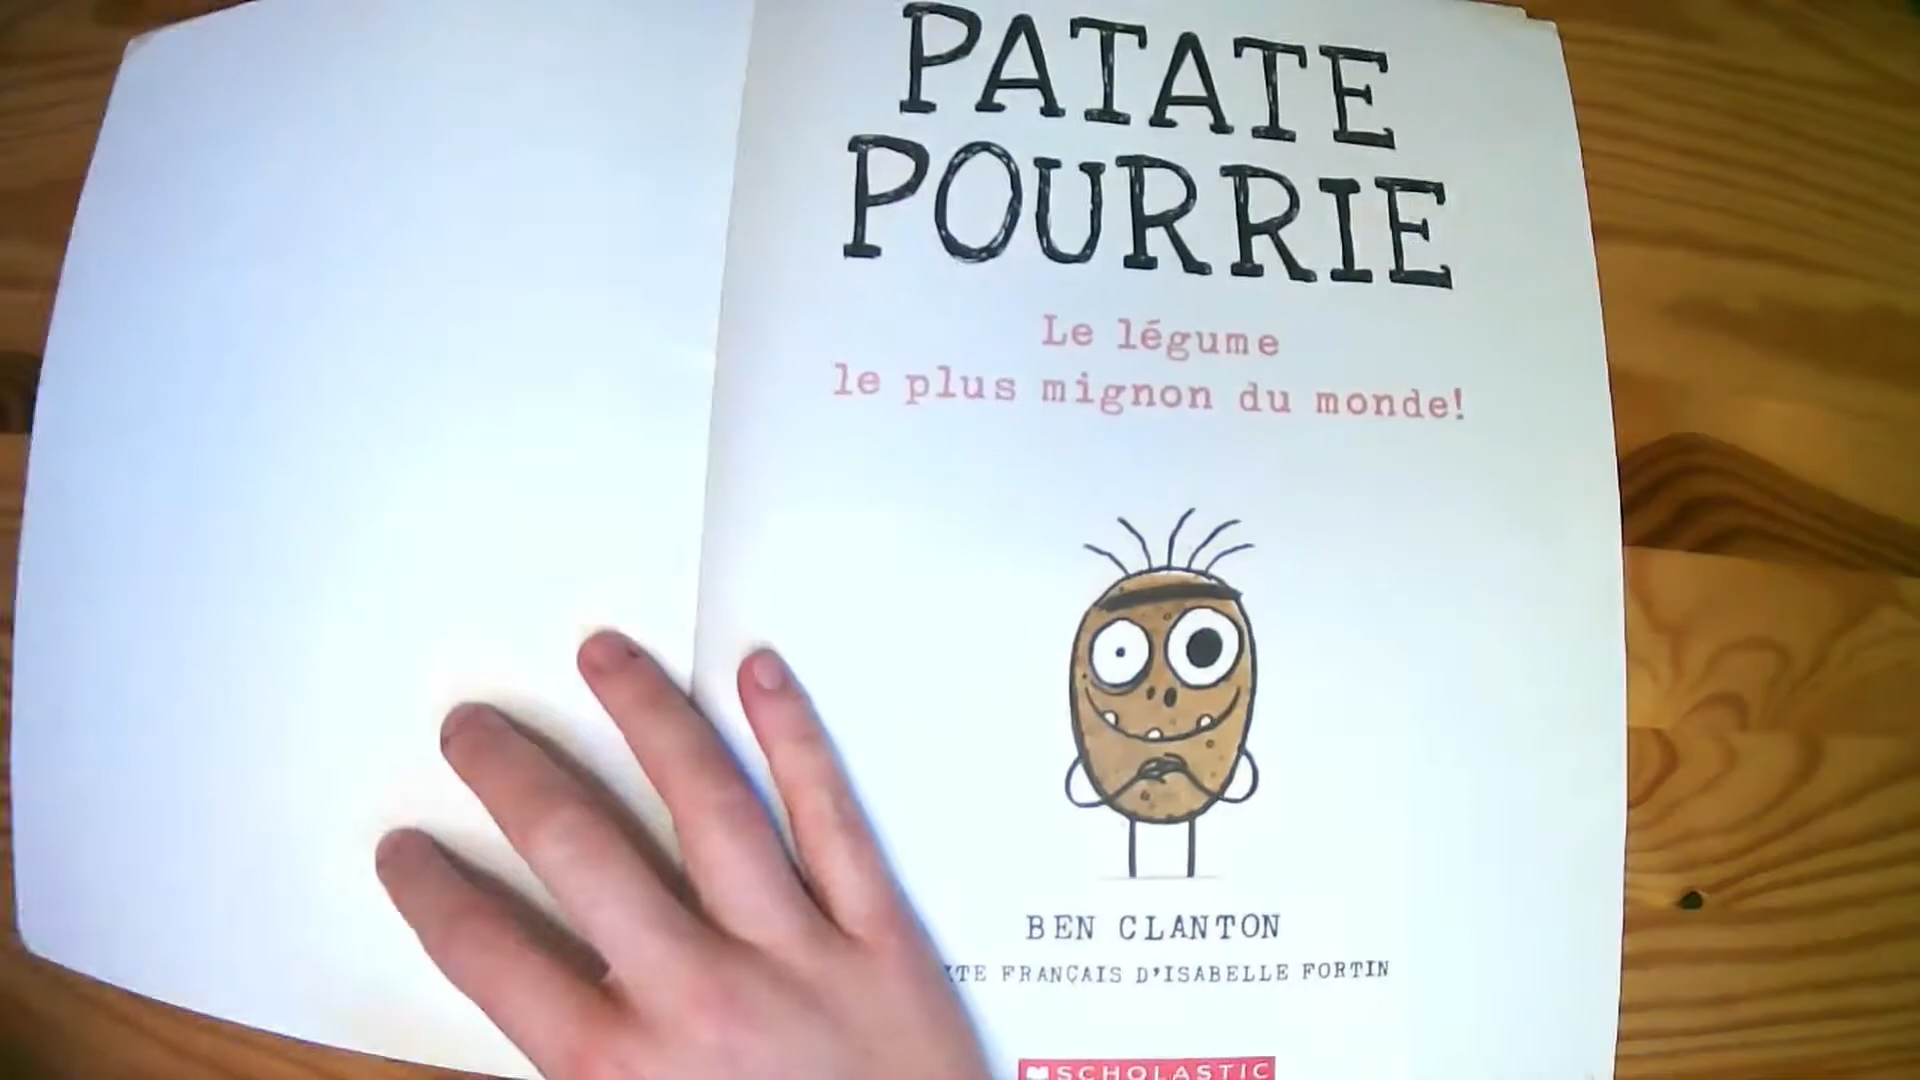 PATATE
POURRIE
Le légume
le plus mignon du monde!
BEN CLANTON
FRANÇAIS D'ISABELLE FORTIN
SCHOLASTIC